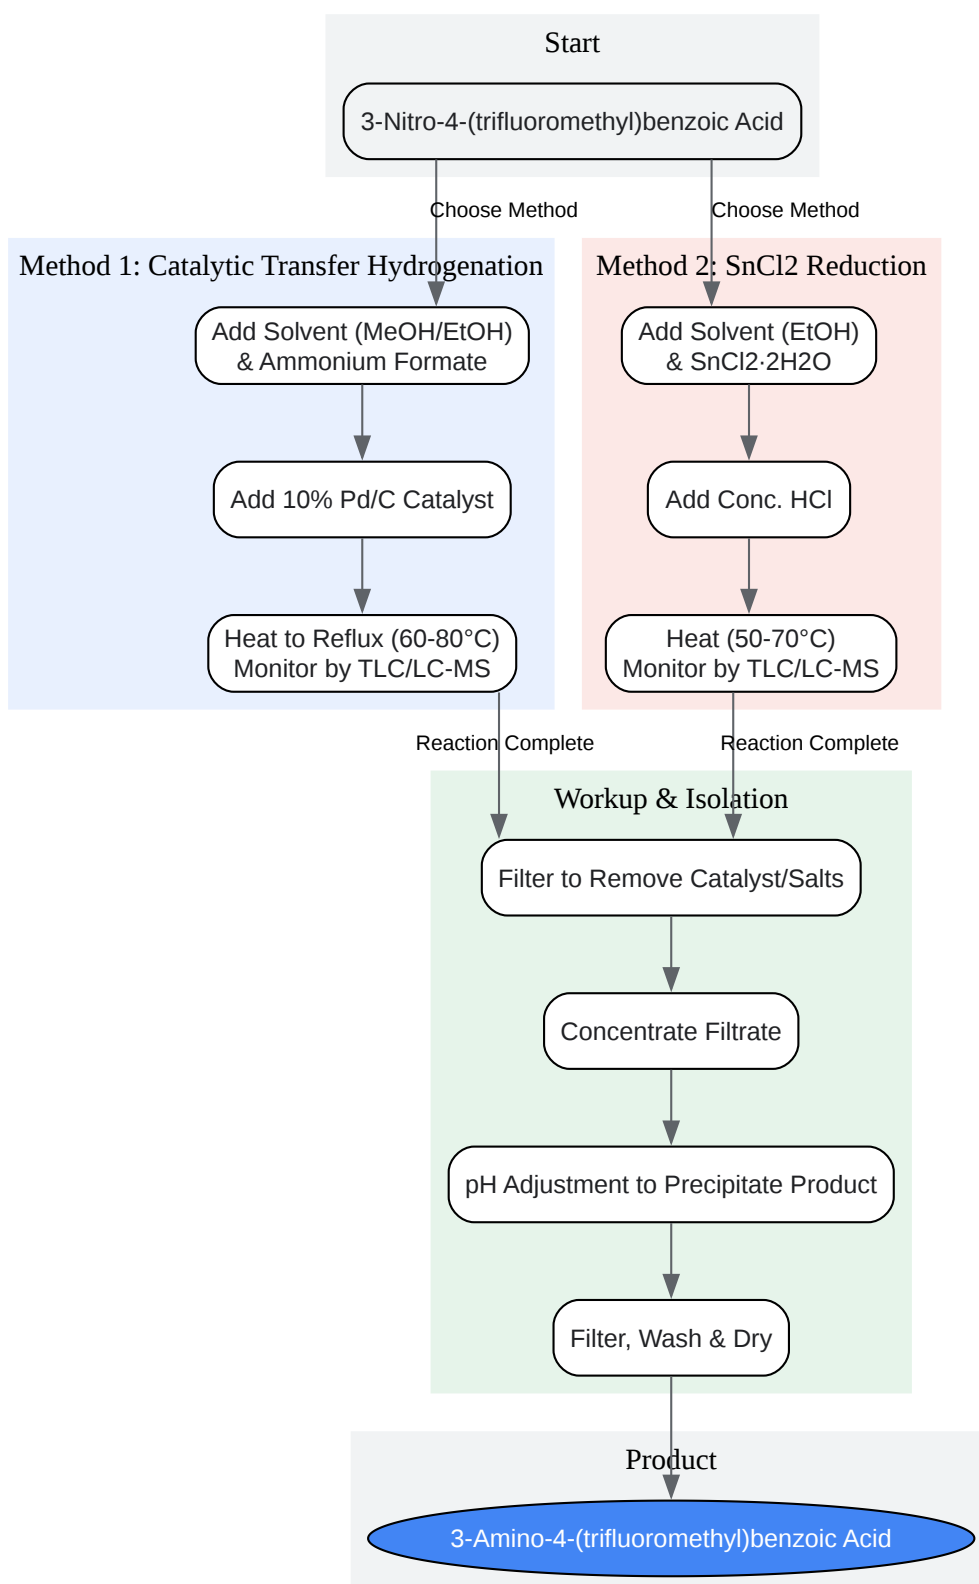 Start
3-Nitro-4-(trifluoromethyl)benzoic Acid
Choose Method
Choose Method
Method 1: Catalytic Transfer Hydrogenation
Add Solvent (MeOH/EtOH)
& Ammonium Formate
Add 10% Pd/C Catalyst
Heat to Reflux (60-80°C)
Monitor by TLC/LC-MS
Method 2: SnCl2 Reduction
Add Solvent (EtOH)
& SnCl2·2H2O
Add Conc. HCl
Heat (50-70°C)
Monitor by TLC/LC-MS
Reaction Complete
Reaction Complete
Workup & Isolation
Filter to Remove Catalyst/Salts
Concentrate Filtrate
pH Adjustment to Precipitate Product
Filter, Wash & Dry
Product
3-Amino-4-(trifluoromethyl)benzoic Acid